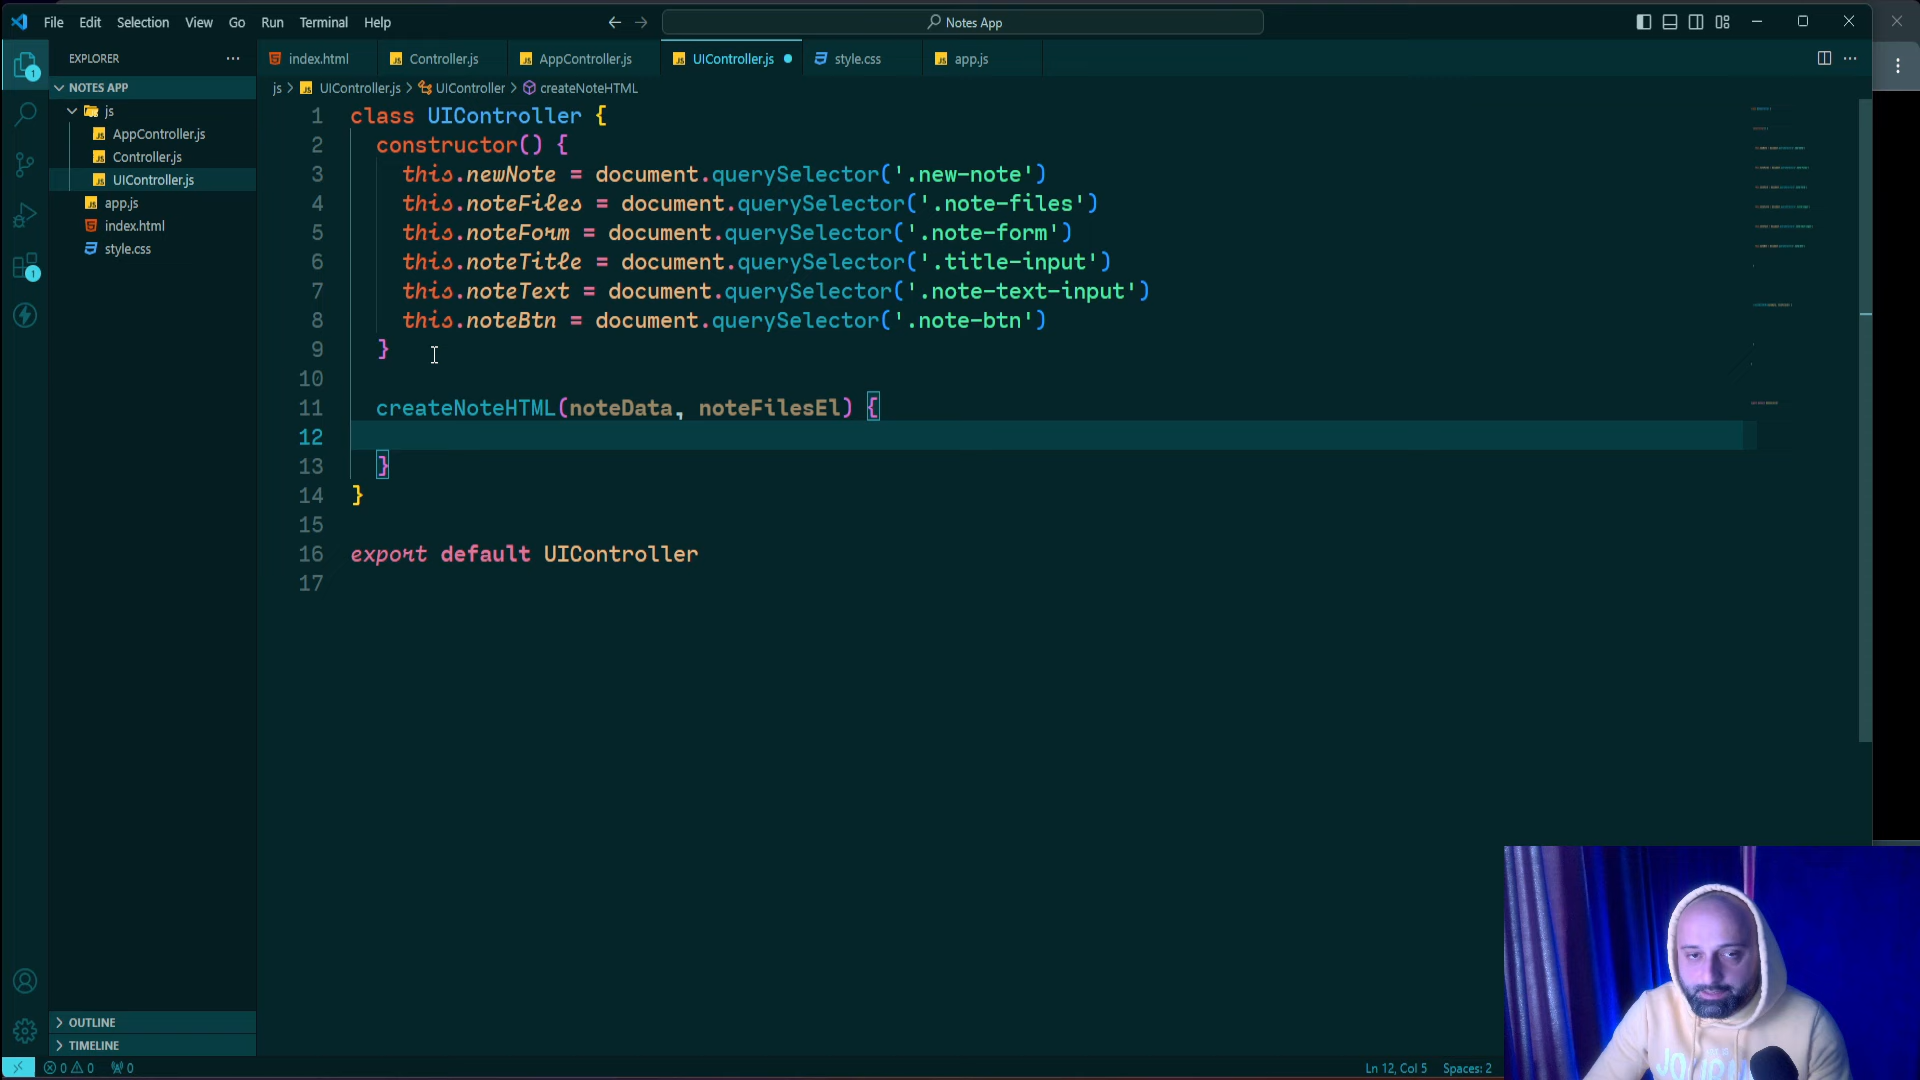 File Edit Selection View Go Run Terminal Help
Notes App
EXPLORER
NOTES APP
js
AppController.js
Controller.js
UIController.js
app.js
index.html
style.css
OUTLINE
TIMELINE
index.html
Controller.js
AppController.js
UIController.js
style.css
app.js
js > UIController.js > UIController > createNoteHTML
1 class UIController {
2 constructor() {
3 this.newNote = document.querySelector('.new-note')
4 this.noteFiles = document.querySelector('.note-files')
5 this.noteForm = document.querySelector('.note-form')
6 this.noteTitle = document.querySelector('.title-input')
7 this.noteText = document.querySelector('.note-text-input')
8 this.noteBtn = document.querySelector('.note-btn')
9 }
10
11 createNoteHTML(noteData, noteFilesEl) {
12
13 }
14 }
15
16 export default UIController
17
1
1
0 0 0
Ln 12, Col 5 Spaces: 2